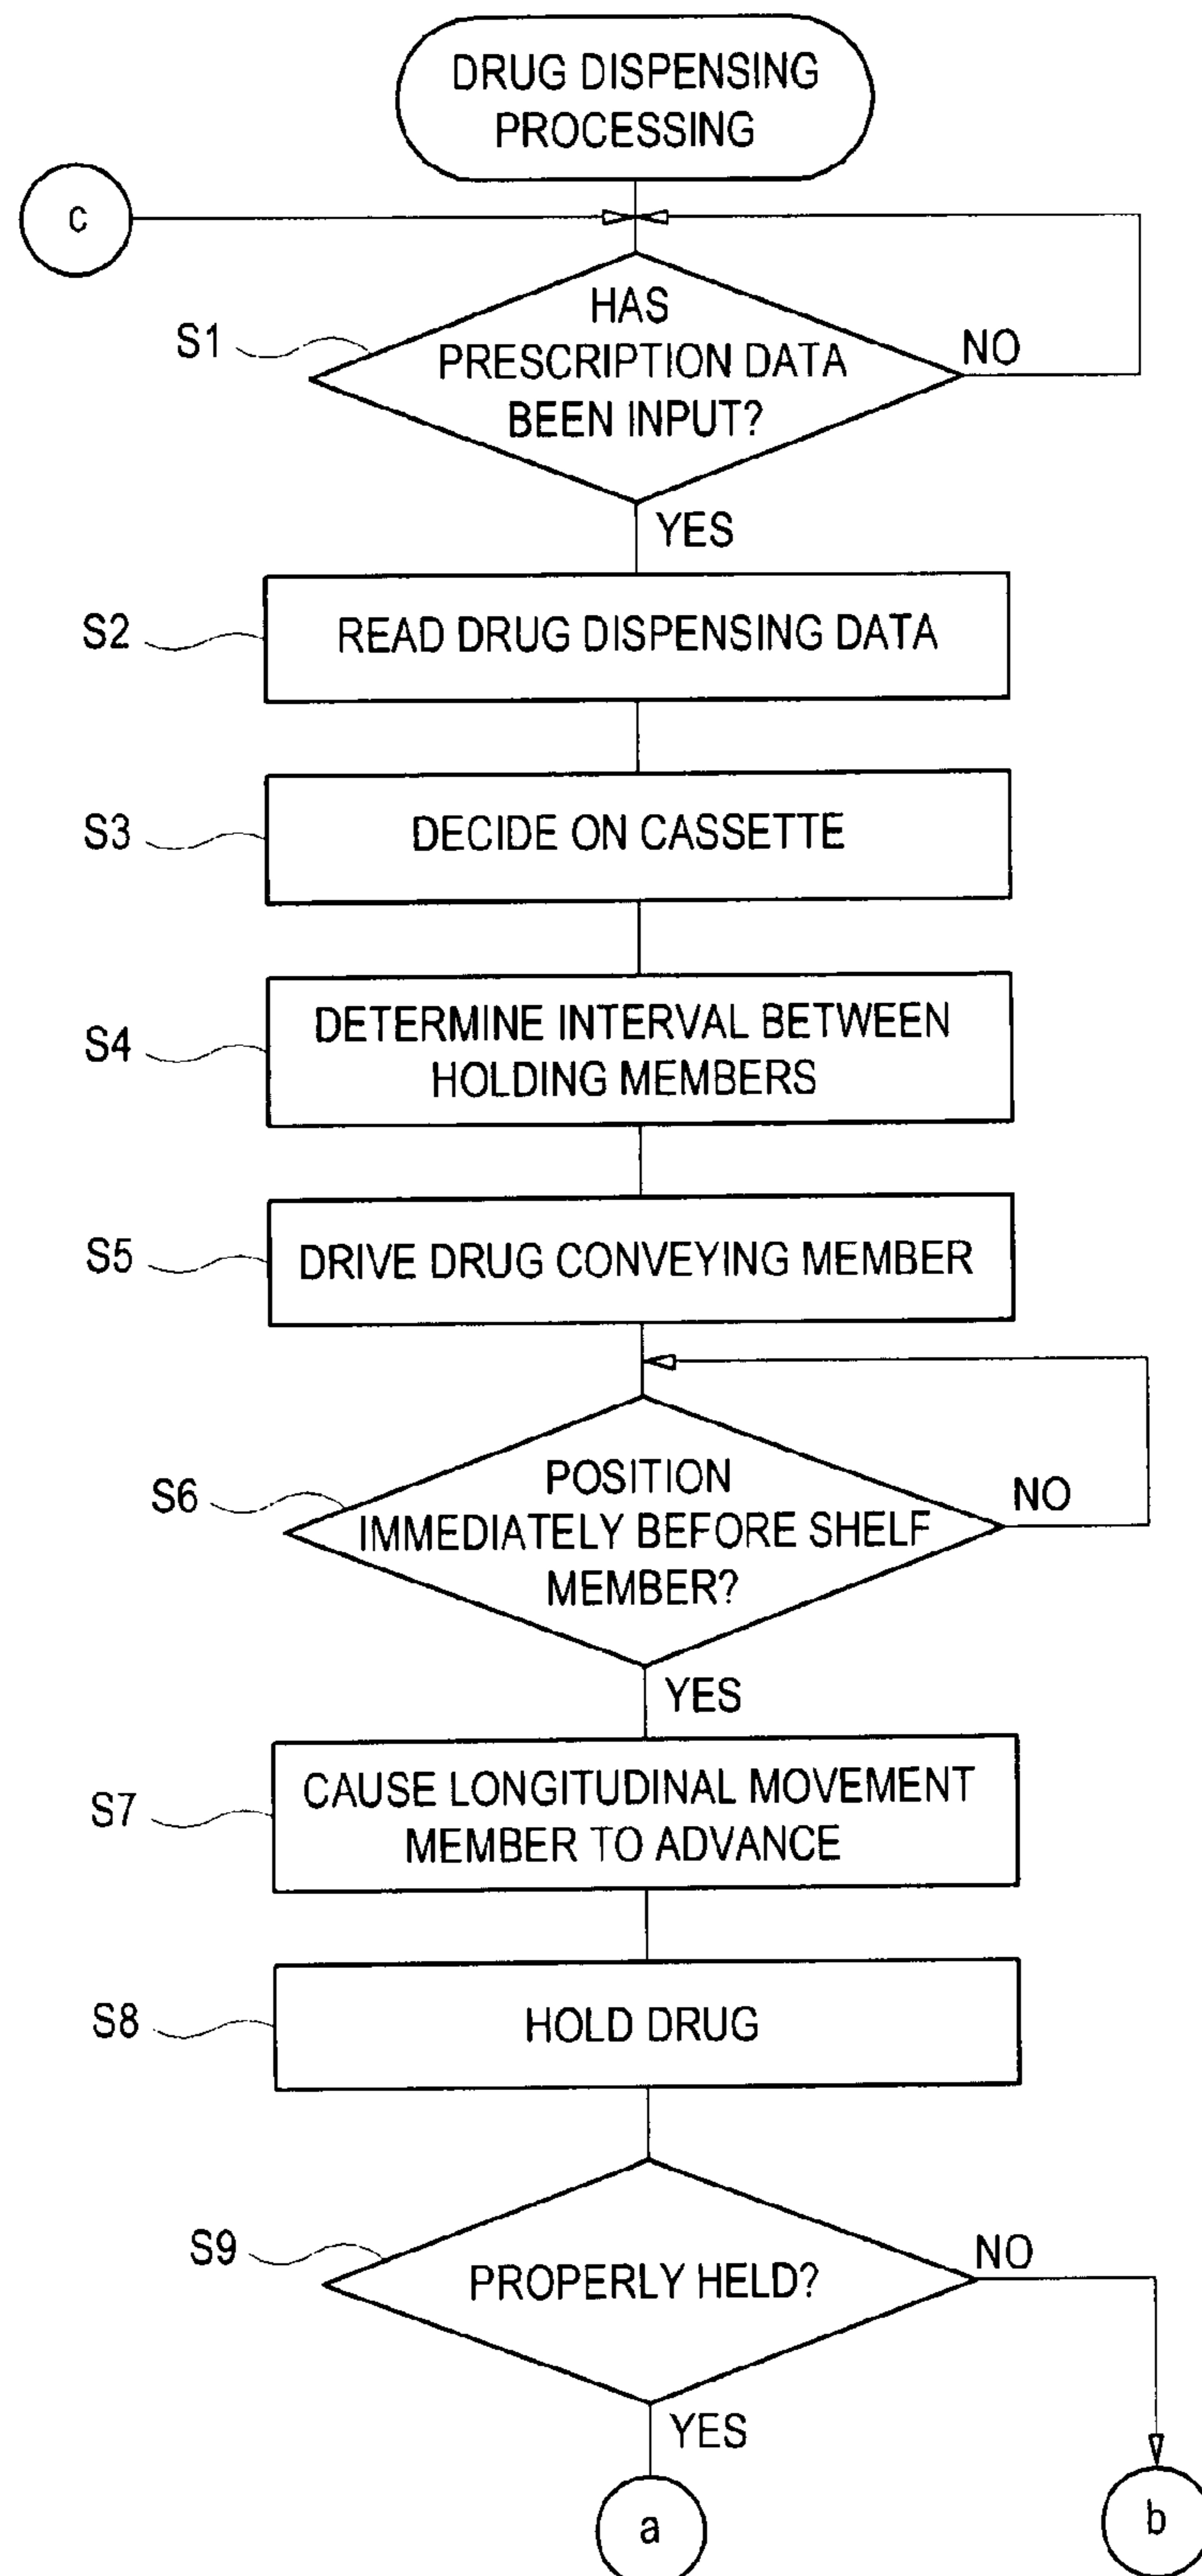 DRUG DISPENSING
PROCESSING
c
S1
HAS
PRESCRIPTION DATA
BEEN INPUT?
NO
YES
S2
READ DRUG DISPENSING DATA
S3
DECIDE ON CASSETTE
S4
DETERMINE INTERVAL BETWEEN
HOLDING MEMBERS
S5
DRIVE DRUG CONVEYING MEMBER
S6
POSITION
IMMEDIATELY BEFORE SHELF
MEMBER?
NO
YES
S7
CAUSE LONGITUDINAL MOVEMENT
MEMBER TO ADVANCE
S8
HOLD DRUG
S9
PROPERLY HELD?
NO
YES
a
b